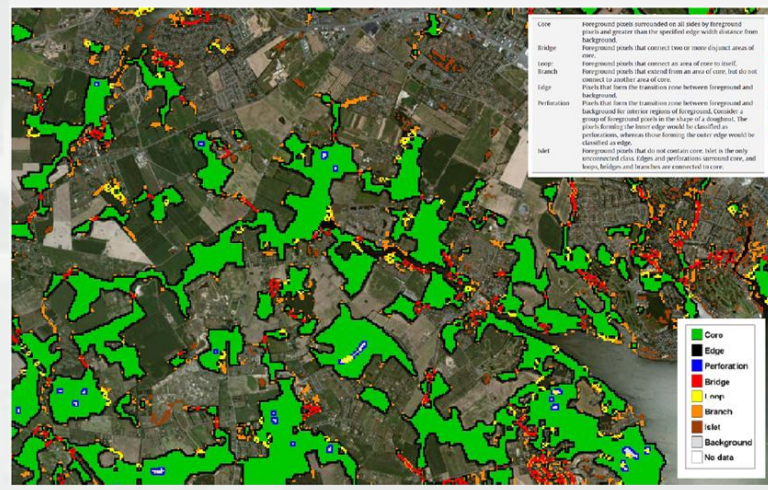 Core Foreground pixels surrounded on all sides by foreground
pixels and greater than the specified edge width distance from
background.
Bridge Foreground pixels that connect two or more disjunct areas of
core.
Loop Foreground pixels that connect an area of core to itself.
Branch Foreground pixels that extend from an area of core, but do not
connect to another area of core.
Edge Pixels that form the transition zone between foreground and
background.
Perforation Pixels that form the transition zone between foreground and
background for interior regions of foreground. Consider a
group of foreground pixels in the shape of a doughnut. The
pixels forming the inner edge would be classified as
perforations, whereas those forming the outer edge would be
classified as edge.
Islet Foreground pixels that do not contain core. Islet is the only
unconnected class. Edges and perforations surround core, and
loops, bridges and branches are connected to core.
Core
Edge
Perforation
Bridge
Loop
Branch
Islet
Background
No data